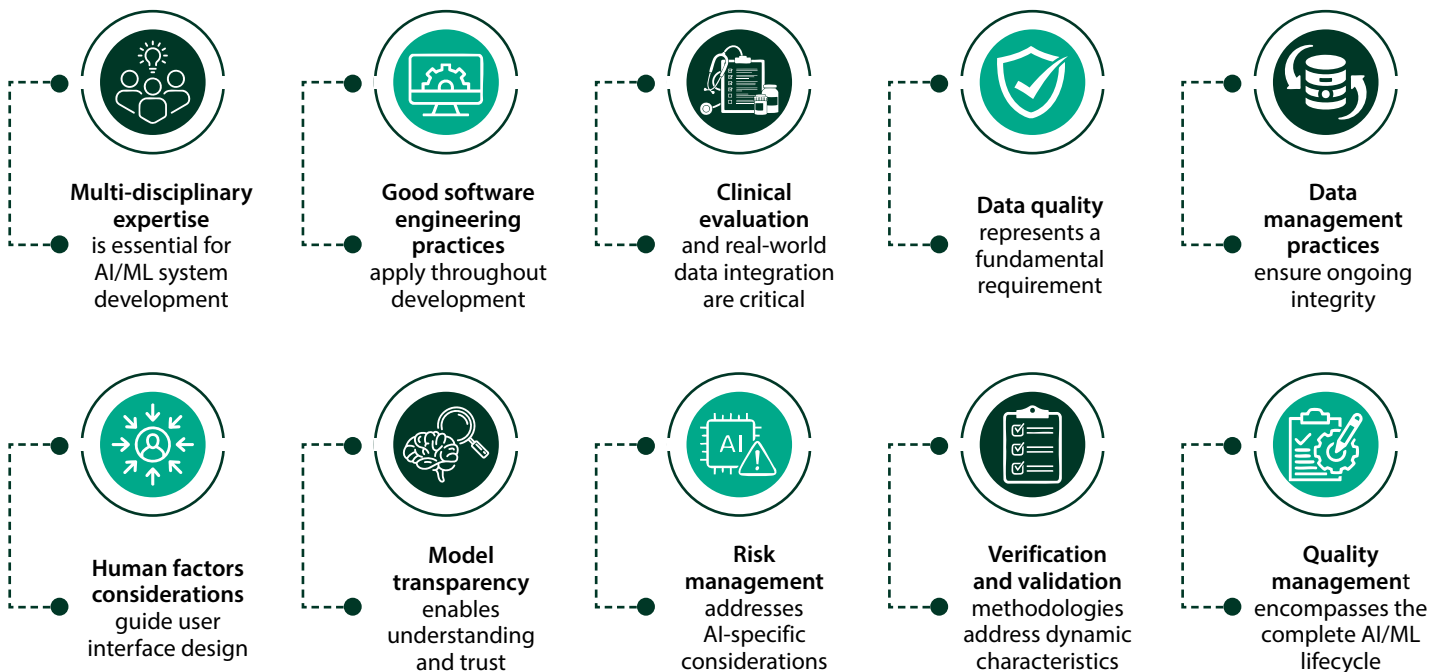 Multi-disciplinary
expertise
is essential for
AI/ML system
development
Good software
engineering
practices
apply throughout
development
Clinical
evaluation
and real-world
data integration
are critical
Data quality
represents a
fundamental
requirement
Data
management
practices
ensure ongoing
integrity
Human factors
considerations
guide user
interface design
Model
transparency
enables
understanding
and trust
AI
Risk
management
addresses
AI-specific
considerations
Verification
and validation
methodologies
address dynamic
characteristics
Quality
management
encompasses the
complete AI/ML
lifecycle